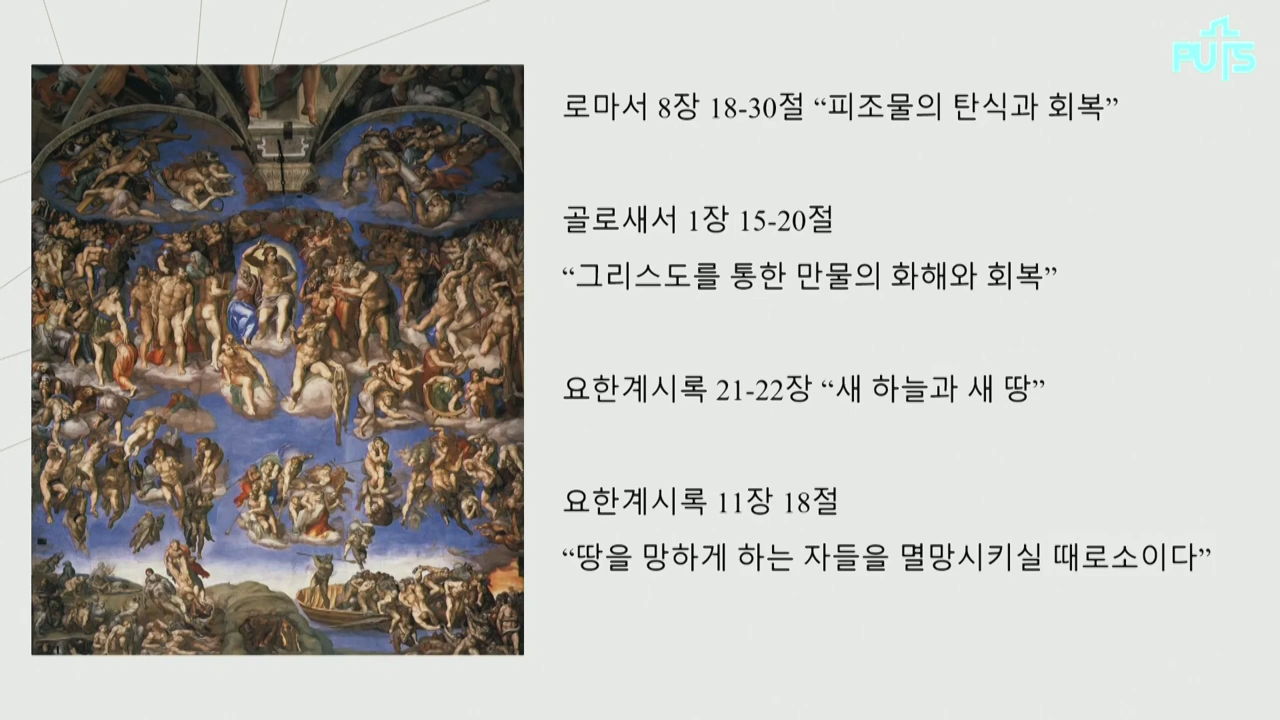 PUTS
로마서 8장 18-30절 “피조물의 탄식과 회복”
골로새서 1장 15-20절
“그리스도를 통한 만물의 화해와 회복”
요한계시록 21-22장 “새 하늘과 새 땅”
요한계시록 11장 18절
“땅을 망하게 하는 자들을 멸망시키실 때로소이다”